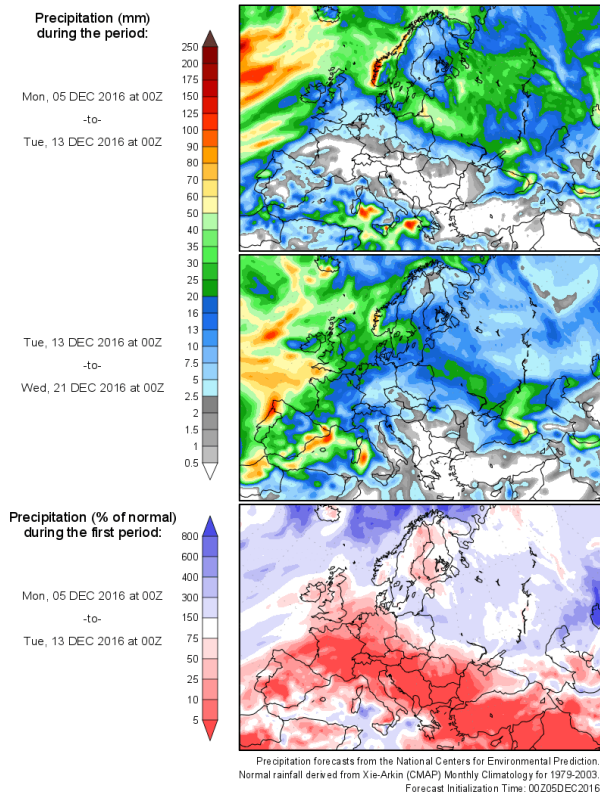 Precipitation (mm)
during the period:
Mon, 05 DEC 2016 at 00Z
-to-
Tue, 13 DEC 2016 at 00Z
250
200
175
150
125
100
90
80
70
60
50
40
30
25
20
16
13
10
7.5
5
2.5
2
1.5
1
0.5
Tue, 13 DEC 2016 at 00Z
-to-
Wed, 21 DEC 2016 at 00Z
Precipitation (% of normal)
during the first period:
Mon, 05 DEC 2016 at 00Z
-to-
Tue, 13 DEC 2016 at 00Z
800
600
400
300
150
75
50
25
10
5
Precipitation forecasts from the National Centers for Environmental Prediction.
Normal rainfall derived from Xie-Arkin (CMAP) Monthly Climatology for 1979-2003.
Forecast Initialization Time: 00Z05DEC2016